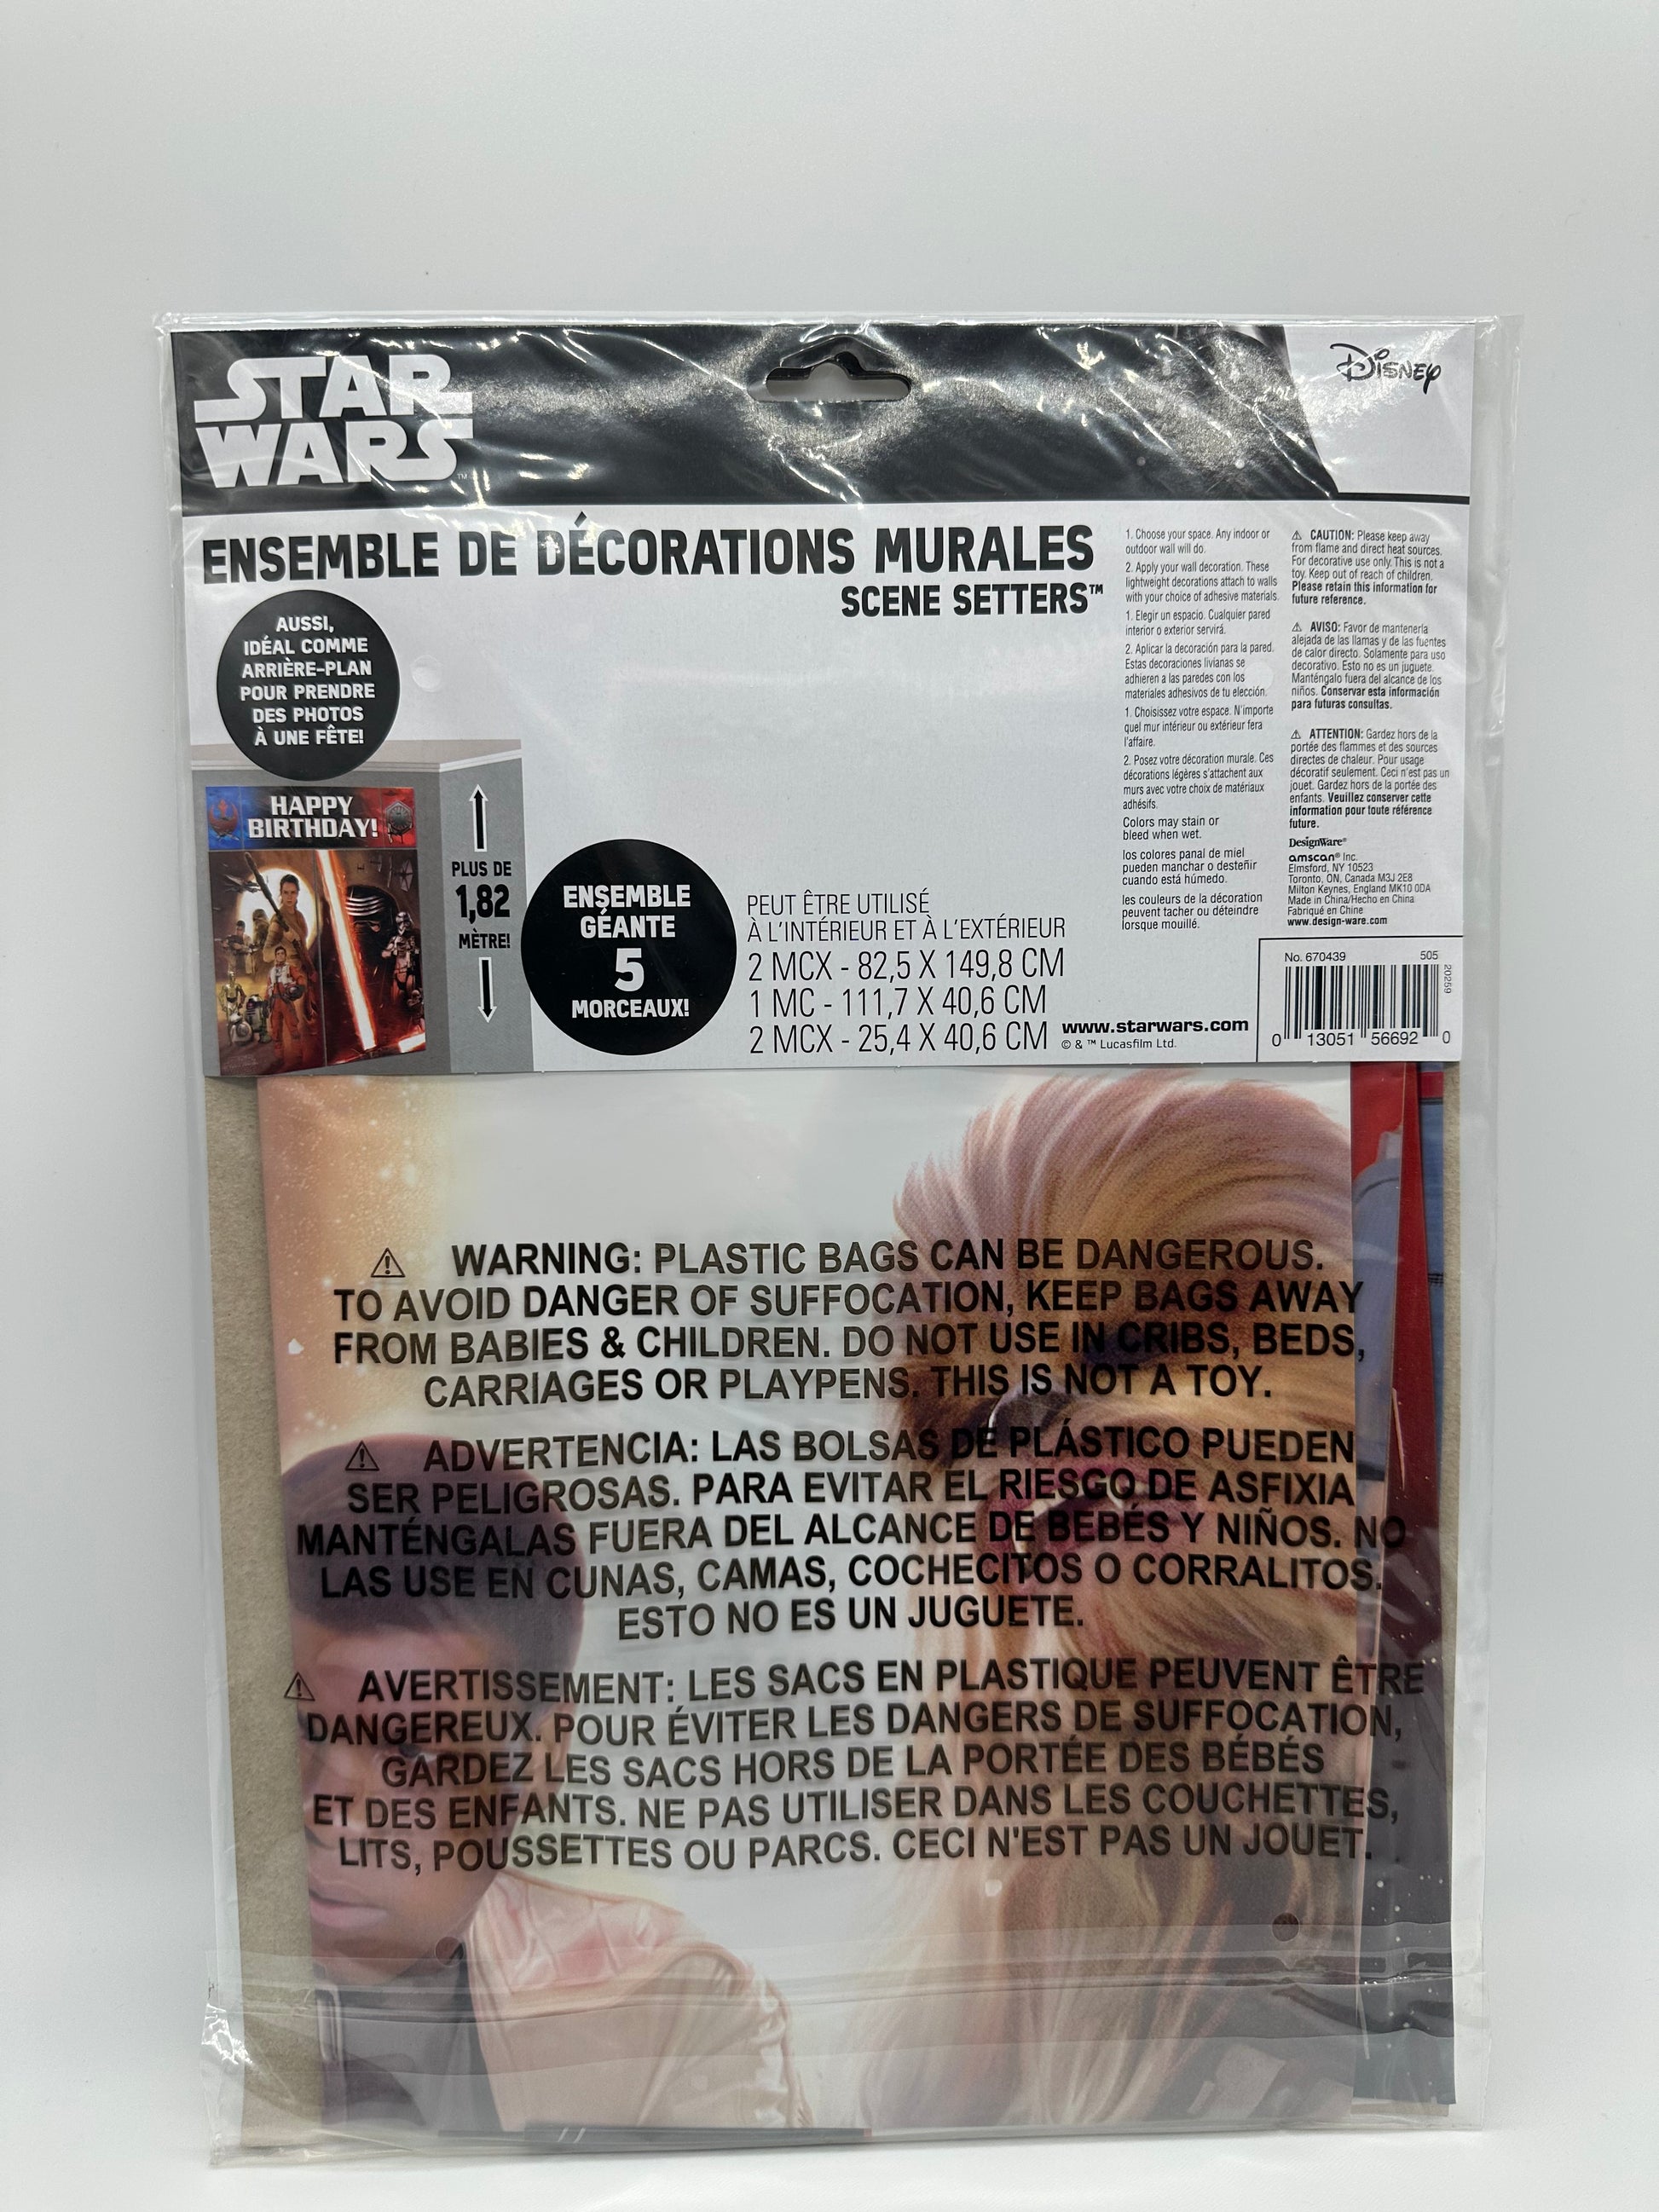 STAR
WARS
™
DISNEY
ENSEMBLE DE DÉCORATIONS MURALES
SCENE SETTERS™
AUSSI,
IDÉAL COMME
ARRIÈRE-PLAN
POUR PRENDRE
DES PHOTOS
À UNE FÊTE!
HAPPY
BIRTHDAY!
PLUS DE
1,82
MÈTRE!
ENSEMBLE
GÉANTE
5
MORCEAUX!
PEUT ÊTRE UTILISÉ
À L'INTÉRIEUR ET À L'EXTÉRIEUR
2 MCX - 82,5 X 149,8 CM
1 MC - 111,7 X 40,6 CM
2 MCX - 25,4 X 40,6 CM
www.starwars.com
© & ™ Lucasfilm Ltd.
1. Choose your space. Any indoor or
outdoor wall will do.
2. Apply your wall decoration. These
lightweight decorations attach to walls
with your choice of adhesive materials.
1. Elegir un espacio. Cualquier pared
interior o exterior servirá.
2. Aplicar la decoración para la pared.
Estas decoraciones livianas se
adhieren a las paredes con los
materiales adhesivos de tu elección.
1. Choisissez votre espace. N'importe
quel mur intérieur ou extérieur fera
l'affaire.
2. Posez votre décoration murale. Ces
décorations légères s'attachent aux
murs avec votre choix de matériaux
adhésifs.
Colors may stain or
bleed when wet.
los colores panal de miel
pueden manchar o desteñir
cuando está húmedo.
les couleurs de la décoration
peuvent tacher ou déteindre
lorsque mouillé.
⚠ CAUTION: Please keep away
from flame and direct heat sources.
For decorative use only. This is not a
toy. Keep out of reach of children.
Please retain this information for
future reference.
⚠ AVISO: Favor de mantenerla
alejada de las llamas y de las fuentes
de calor directo. Solamente para uso
decorativo. Esto no es un juguete.
Manténgalo fuera del alcance de los
niños. Conservar esta información
para futuras consultas.
⚠ ATTENTION: Gardez hors de la
portée des flammes et des sources
directes de chaleur. Pour usage
décoratif seulement. Ceci n'est pas un
jouet. Gardez hors de la portée des
enfants. Veuillez conserver cette
information pour toute référence
future.
DesignWare®
amscan® Inc.
Elmsford, NY 10523
Toronto, ON, Canada M3J 2E8
Milton Keynes, England MK10 0DA
Made in China/Hecho en China
Fabriqué en Chine
www.design-ware.com
No. 670439 505
20259
0 13051 56692 0
⚠ WARNING: PLASTIC BAGS CAN BE DANGEROUS.
TO AVOID DANGER OF SUFFOCATION, KEEP BAGS AWAY
FROM BABIES & CHILDREN. DO NOT USE IN CRIBS, BEDS,
CARRIAGES OR PLAYPENS. THIS IS NOT A TOY.
⚠ ADVERTENCIA: LAS BOLSAS DE PLÁSTICO PUEDEN
SER PELIGROSAS. PARA EVITAR EL RIESGO DE ASFIXIA
MANTÉNGALAS FUERA DEL ALCANCE DE BEBÉS Y NIÑOS. NO
LAS USE EN CUNAS, CAMAS, COCHECITOS O CORRALITOS.
ESTO NO ES UN JUGUETE.
⚠ AVERTISSEMENT: LES SACS EN PLASTIQUE PEUVENT ÊTRE
DANGEREUX. POUR ÉVITER LES DANGERS DE SUFFOCATION,
GARDEZ LES SACS HORS DE LA PORTÉE DES BÉBÉS
ET DES ENFANTS. NE PAS UTILISER DANS LES COUCHETTES,
LITS, POUSSETTES OU PARCS. CECI N'EST PAS UN JOUET.